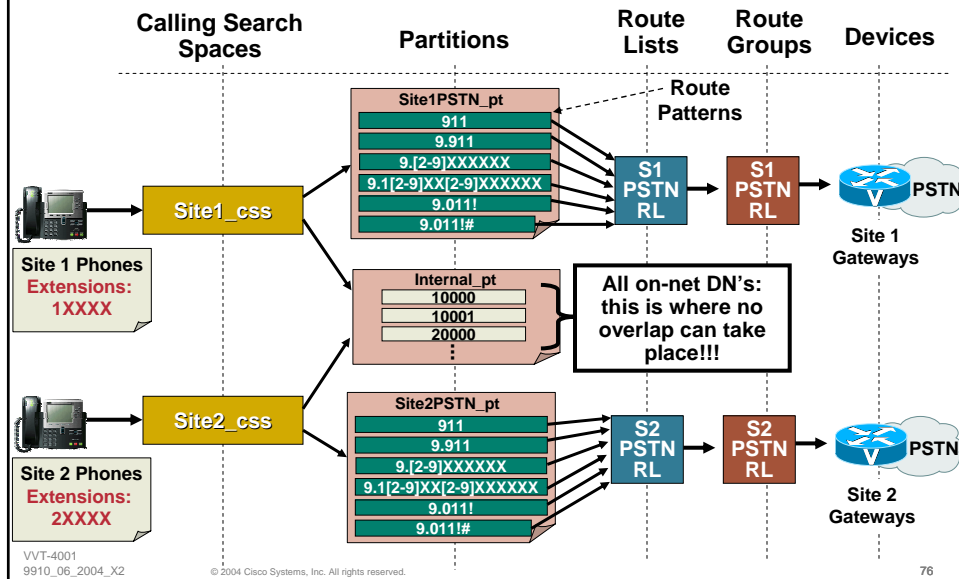 Calling Search
Spaces
Partitions
Route
Lists
Route
Groups
Devices
Site1PSTN_pt
911
9.911
9.[2-9]XXXXXX
9.1[2-9]XX[2-9]XXXXXX
9.011!
9.011!#
Route
Patterns
S1
PSTN
RL
S1
PSTN
RL
V
PSTN
Site 1
Gateways
Site1_css
Site 1 Phones
Extensions:
1XXXX
Internal_pt
10000
10001
20000
⋮
All on-net DN's:
this is where no
overlap can take
place!!!
Site2_css
Site 2 Phones
Extensions:
2XXXX
Site2PSTN_pt
911
9.911
9.[2-9]XXXXXX
9.1[2-9]XX[2-9]XXXXXX
9.011!
9.011!#
S2
PSTN
RL
S2
PSTN
RL
V
PSTN
Site 2
Gateways
VVT-4001
9910_06_2004_X2
© 2004 Cisco Systems, Inc. All rights reserved.
76